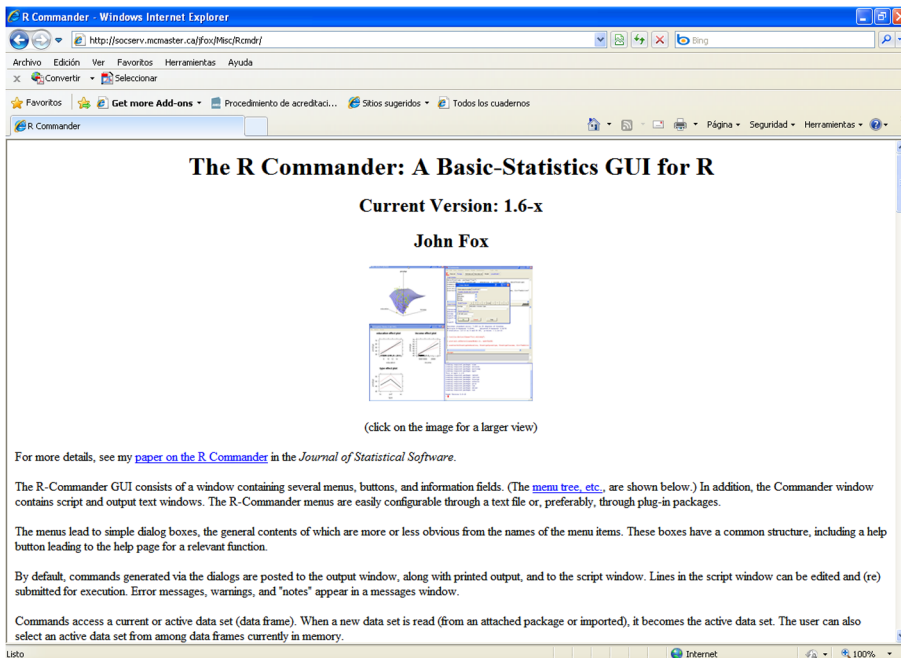 R Commander - Windows Internet Explorer
http://socserv.mcmaster.ca/jfox/Misc/Rcmdr/
Bing
Archivo Edición Ver Favoritos Herramientas Ayuda
x Convertir Seleccionar
Favoritos Get more Add-ons Procedimiento de acreditaci... Sitios sugeridos Todos los cuadernos
R Commander Página Seguridad Herramientas
The R Commander: A Basic-Statistics GUI for R
Current Version: 1.6-x
John Fox
(click on the image for a larger view)
For more details, see my paper on the R Commander in the Journal of Statistical Software.
The R-Commander GUI consists of a window containing several menus, buttons, and information fields. (The menu tree, etc., are shown below.) In addition, the Commander window
contains script and output text windows. The R-Commander menus are easily configurable through a text file or, preferably, through plug-in packages.
The menus lead to simple dialog boxes, the general contents of which are more or less obvious from the names of the menu items. These boxes have a common structure, including a help
button leading to the help page for a relevant function.
By default, commands generated via the dialogs are posted to the output window, along with printed output, and to the script window. Lines in the script window can be edited and (re)
submitted for execution. Error messages, warnings, and "notes" appear in a messages window.
Commands access a current or active data set (data frame). When a new data set is read (from an attached package or imported), it becomes the active data set. The user can also
select an active data set from among data frames currently in memory.
Listo Internet 100%